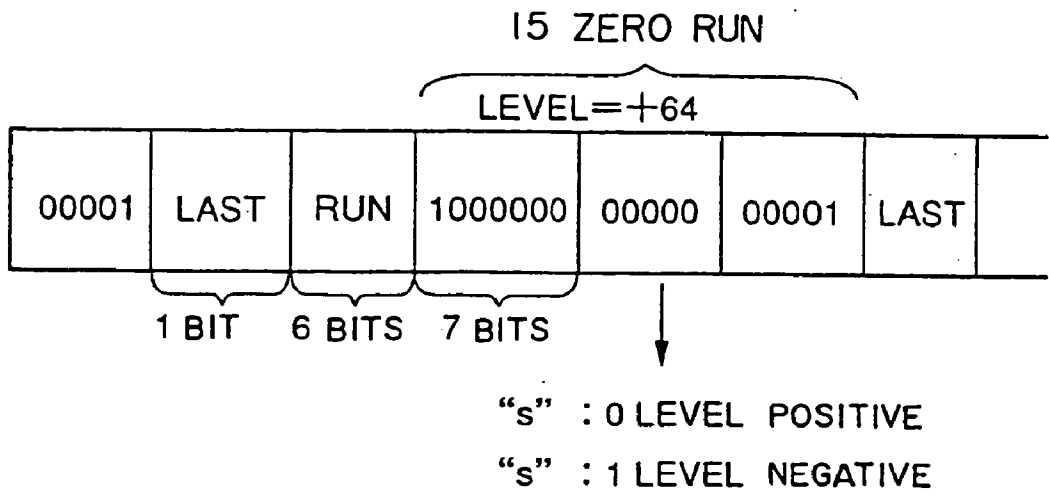 15 ZERO RUN
LEVEL=+64
00001 LAST RUN 1000000 00000 00001 LAST
1 BIT 6 BITS 7 BITS
“s” : 0 LEVEL POSITIVE
“s” : 1 LEVEL NEGATIVE